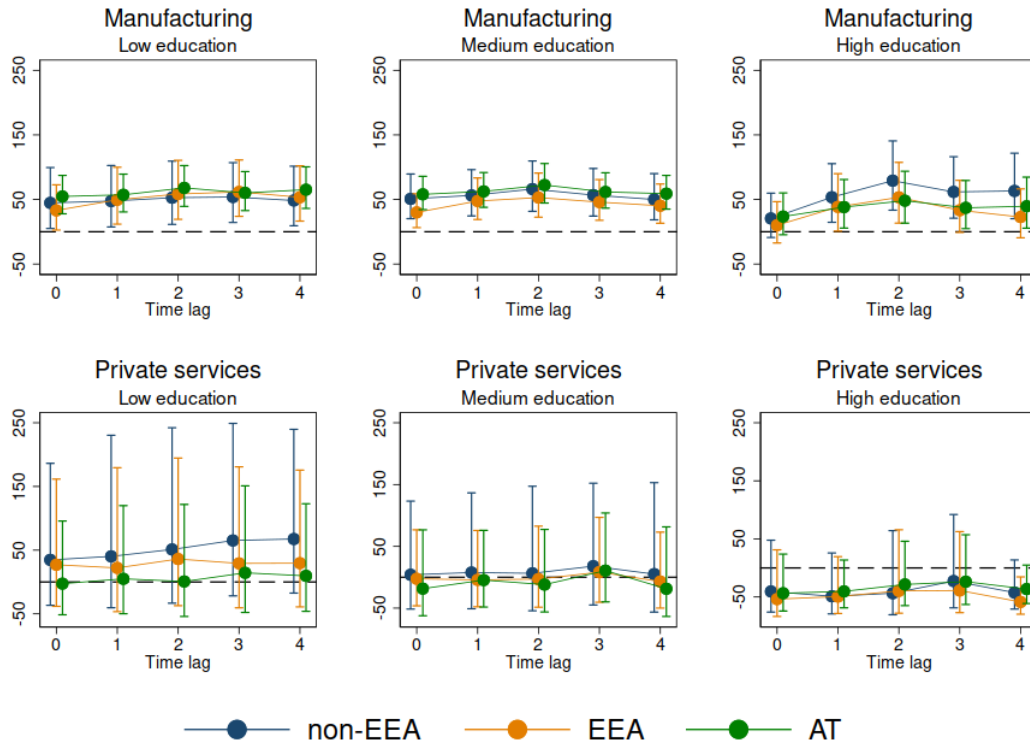 Manufacturing Manufacturing Manufacturing
Low education Medium education High education
250 250 250
150 150 150
50 50 50
-50 -50 -50
0 1 2 3 4 0 1 2 3 4 0 1 2 3 4
Time lag Time lag Time lag
Private services Private services Private services
Low education Medium education High education
250 250 250
150 150 150
50 50 50
-50 -50 -50
0 1 2 3 4 0 1 2 3 4 0 1 2 3 4
Time lag Time lag Time lag
non-EEA EEA AT